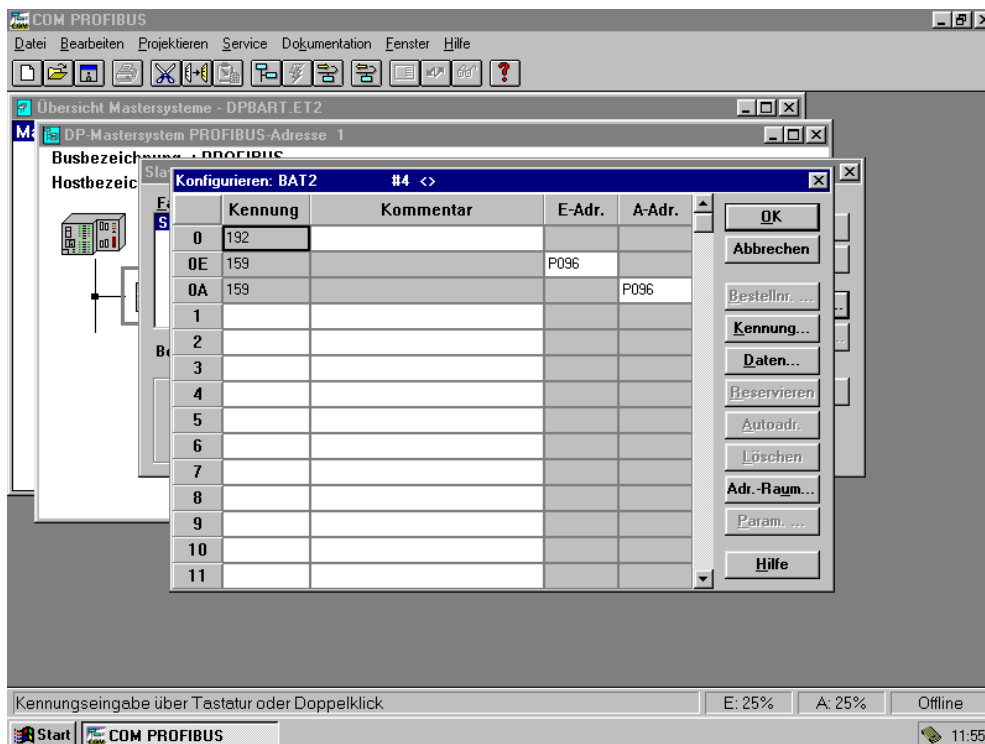 COM PROFIBUS
Datei Bearbeiten Projektieren Service Dokumentation Fenster Hilfe
Übersicht Mastersysteme - DPBART.ET2
DP-Mastersystem PROFIBUS-Adresse 1
Busbezeichnung : PROFIBUS
Hostbezeic
Konfigurieren: BAT2 #4 <>
Kennung Kommentar E-Adr. A-Adr.
0 192
0E 159 P096
0A 159 P096
1
2
3
4
5
6
7
8
9
10
11
OK
Abbrechen
Bestellnr. ...
Kennung...
Daten...
Reservieren
Autoadr.
Löschen
Adr.-Raum...
Param. ...
Hilfe
Kennungseingabe über Tastatur oder Doppelklick E: 25% A: 25% Offline
Start COM PROFIBUS 11:55